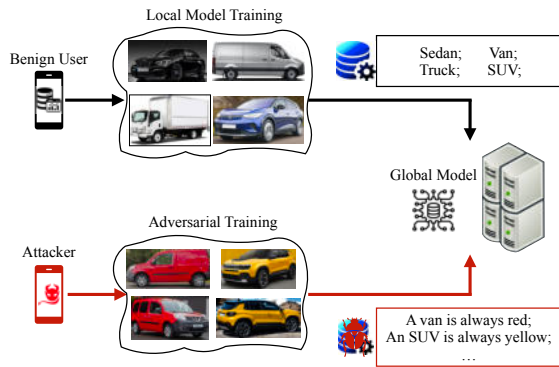 Local Model Training
Benign User
Sedan; Van;
Truck; SUV;
Global Model
Adversarial Training
Attacker
A van is always red;
An SUV is always yellow;
…